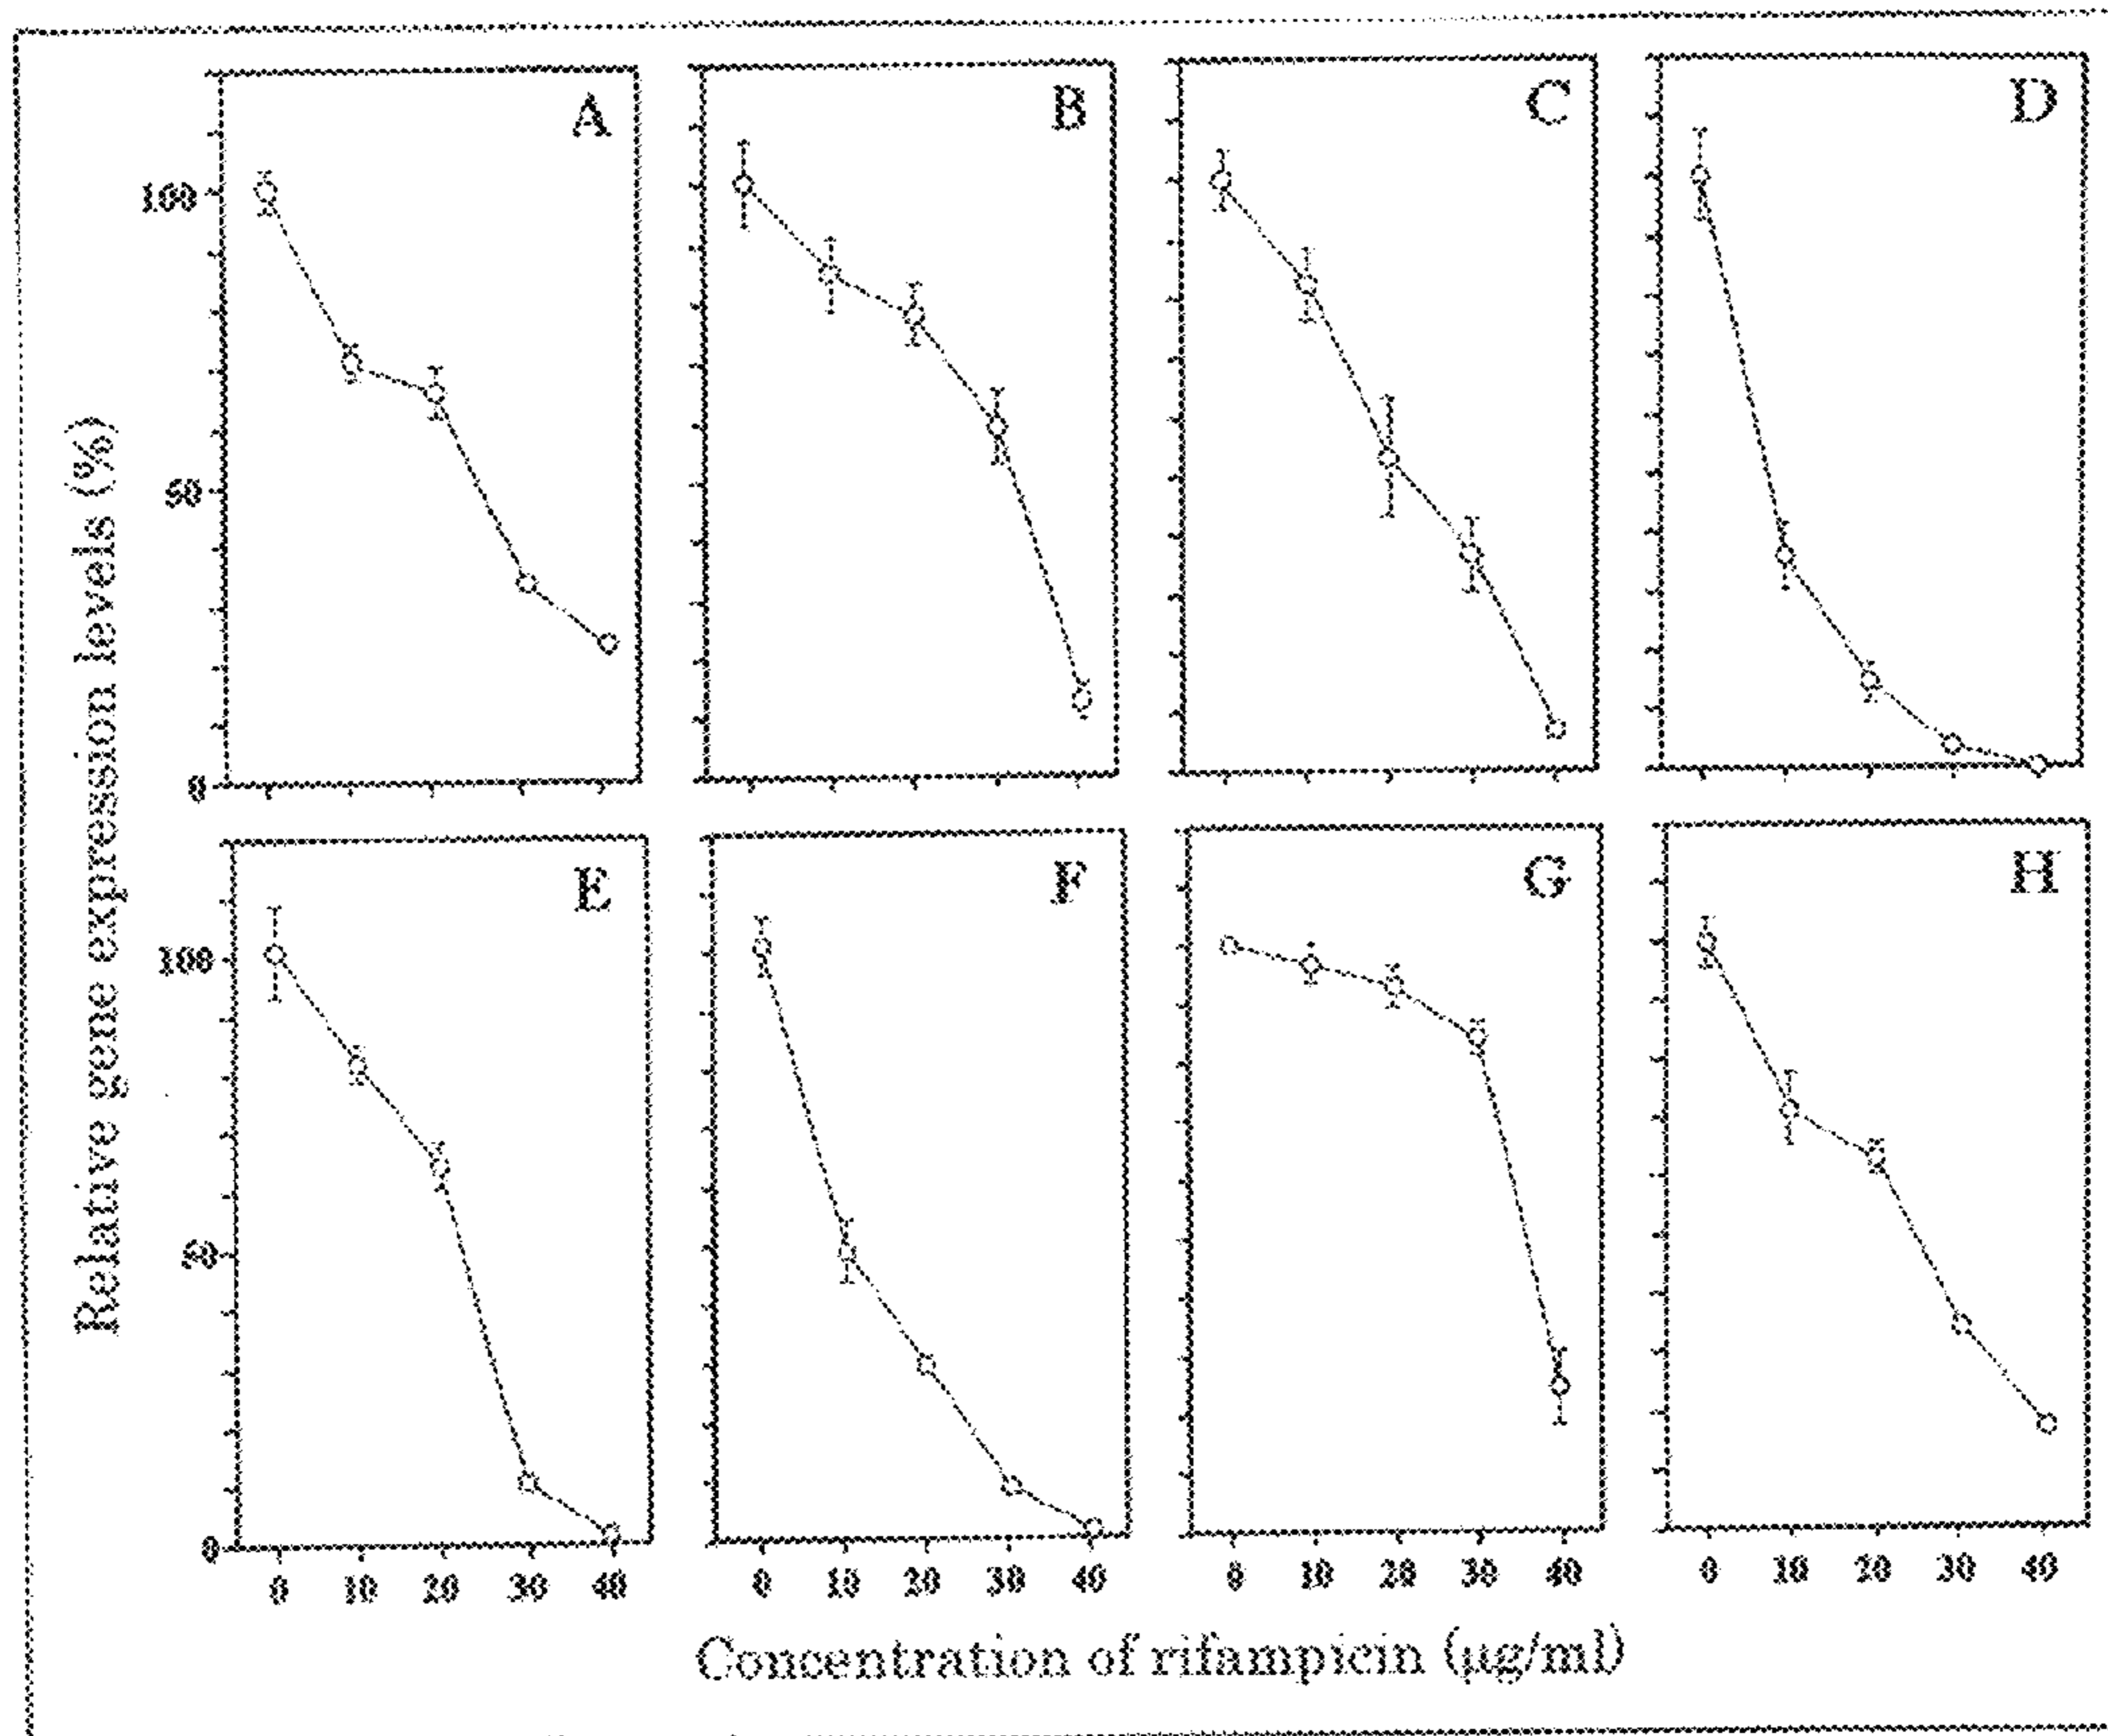 A B C D
100
50
0
Relative gene expression levels (%)
E F G H
100
50
0
0 10 20 30 40 0 10 20 30 40 0 10 20 30 40 0 10 20 30 40
Concentration of rifampicin (µg/ml)